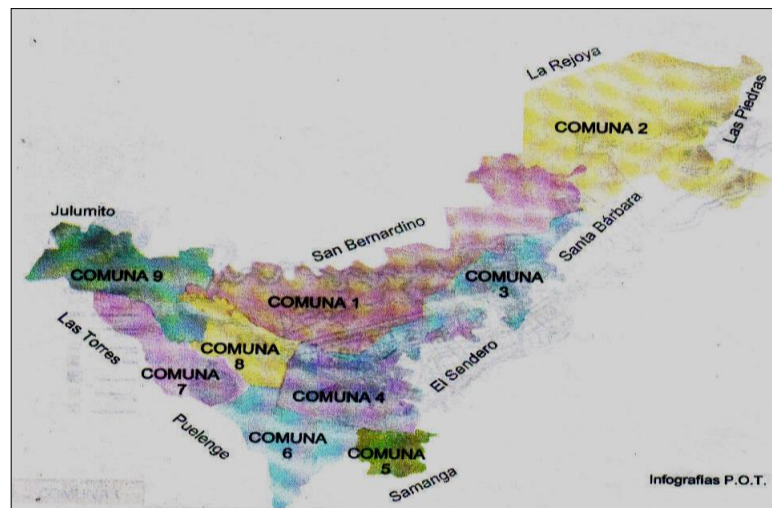 La Rejoya
Las Piedras
COMUNA 2
Santa Bárbara
Julumito
San Bernardino
COMUNA 9
COMUNA 1
COMUNA
3
Las Torres
COMUNA
8
El Sendero
COMUNA
7
COMUNA 4
Puelenge
COMUNA
6
COMUNA
5
Samanga
Infografías P.O.T.